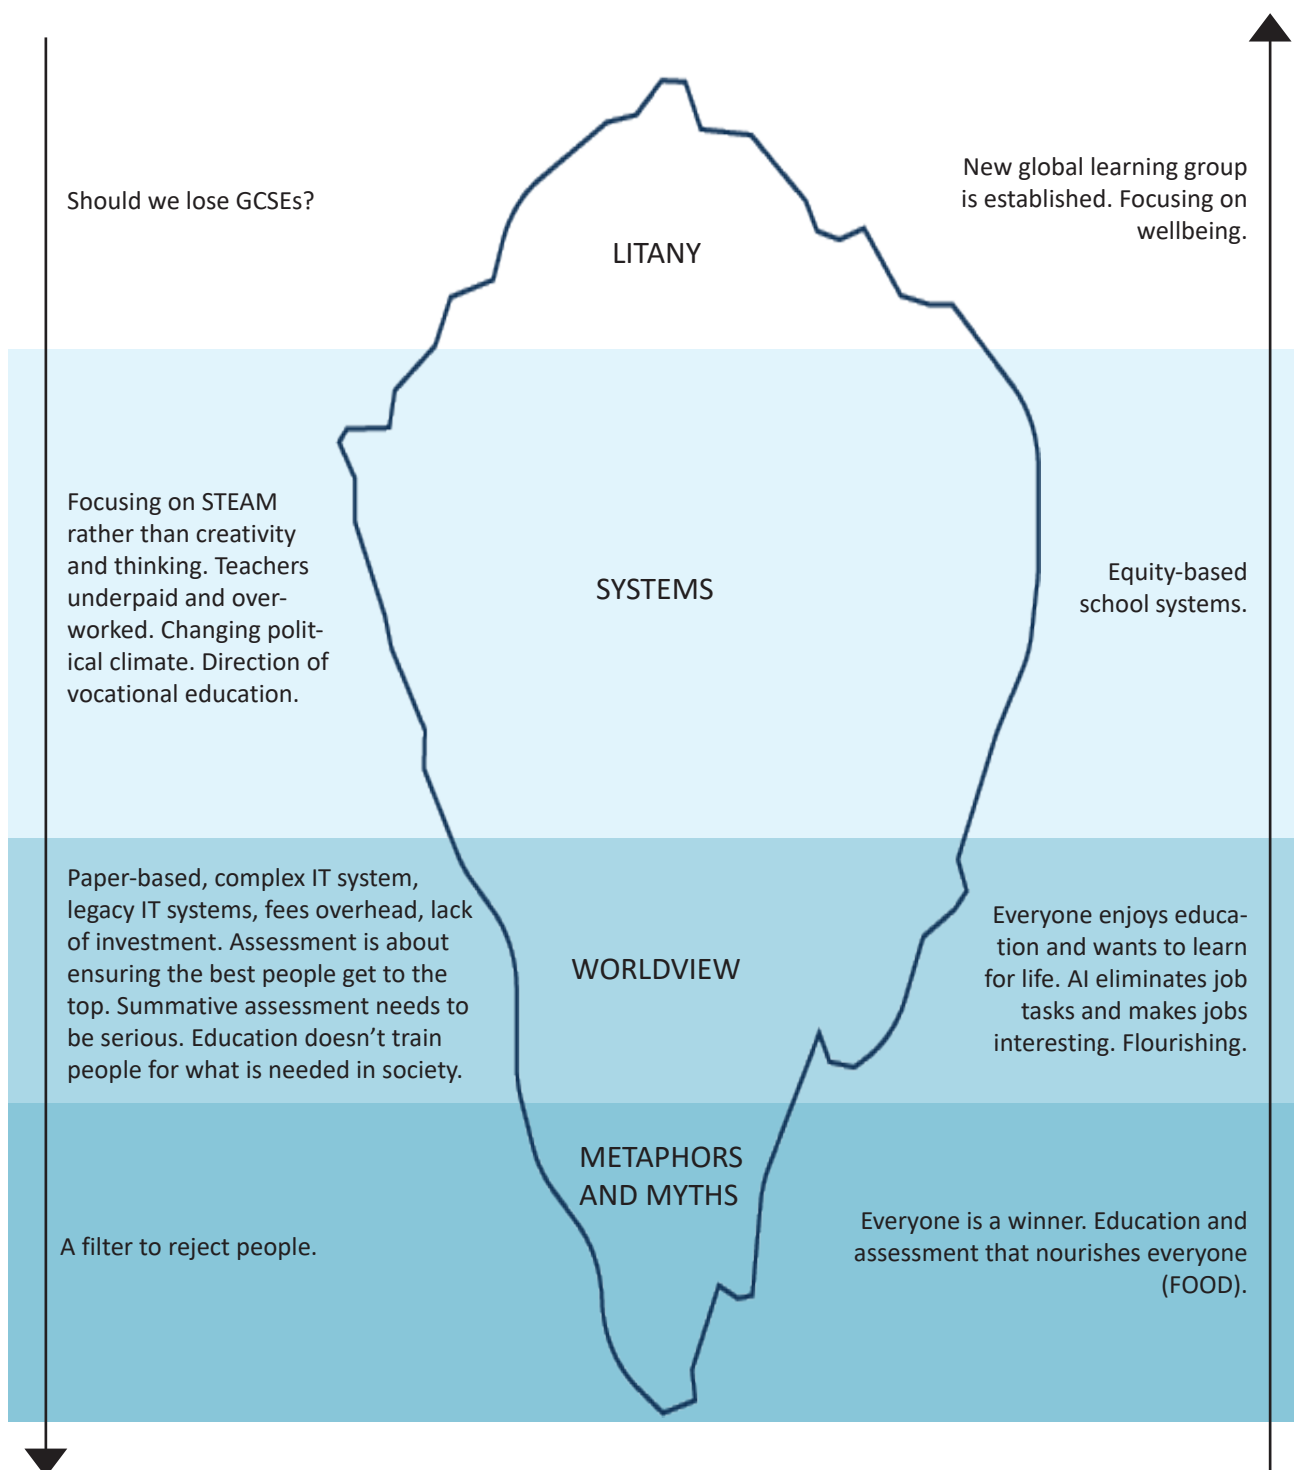 Should we lose GCSEs?
LITANY
New global learning group
is established. Focusing on
wellbeing.
Focusing on STEAM
rather than creativity
and thinking. Teachers
underpaid and over-
worked. Changing polit-
ical climate. Direction of
vocational education.
SYSTEMS
Equity-based
school systems.
Paper-based, complex IT system,
legacy IT systems, fees overhead, lack
of investment. Assessment is about
ensuring the best people get to the
top. Summative assessment needs to
be serious. Education doesn’t train
people for what is needed in society.
WORLDVIEW
Everyone enjoys educa-
tion and wants to learn
for life. AI eliminates job
tasks and makes jobs
interesting. Flourishing.
A filter to reject people.
METAPHORS
AND MYTHS
Everyone is a winner. Education and
assessment that nourishes everyone
(FOOD).